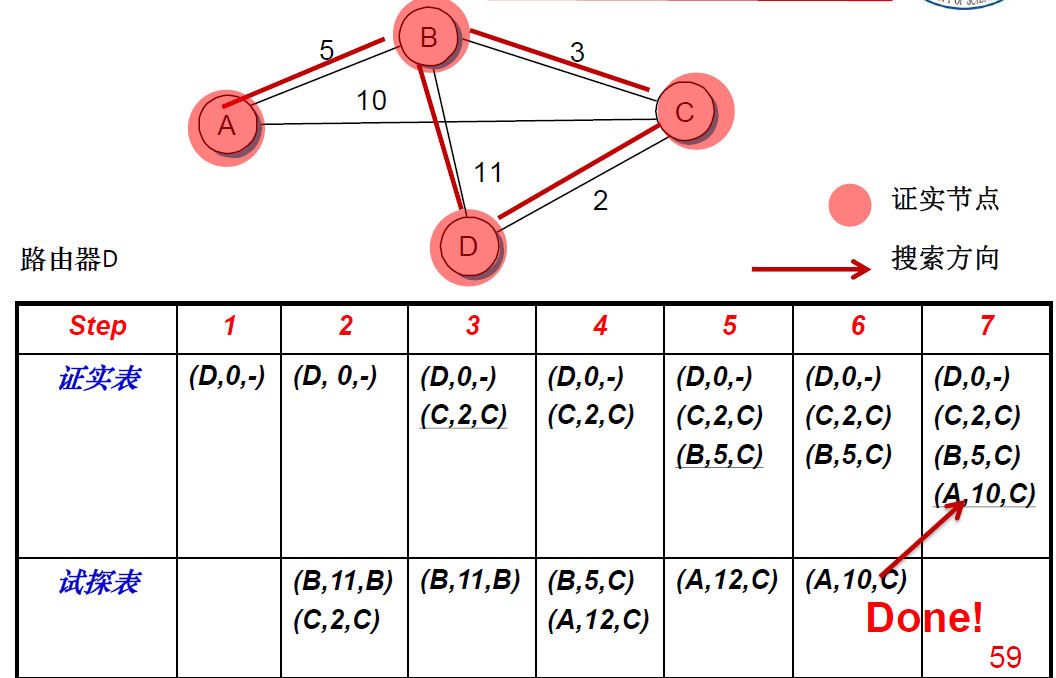 B
5
3
10
A
C
11
2
证实节点
D
路由器D
搜索方向
Step 1 2 3 4 5 6 7
证实表 (D,0,-) (D, 0,-) (D,0,-) (D,0,-) (D,0,-) (D,0,-) (D,0,-)
(C,2,C) (C,2,C) (C,2,C) (C,2,C) (C,2,C)
(B,5,C) (B,5,C) (B,5,C)
(A,10,C)
试探表 (B,11,B) (B,11,B) (B,5,C) (A,12,C) (A,10,C)
(C,2,C) (A,12,C)
Done!
59